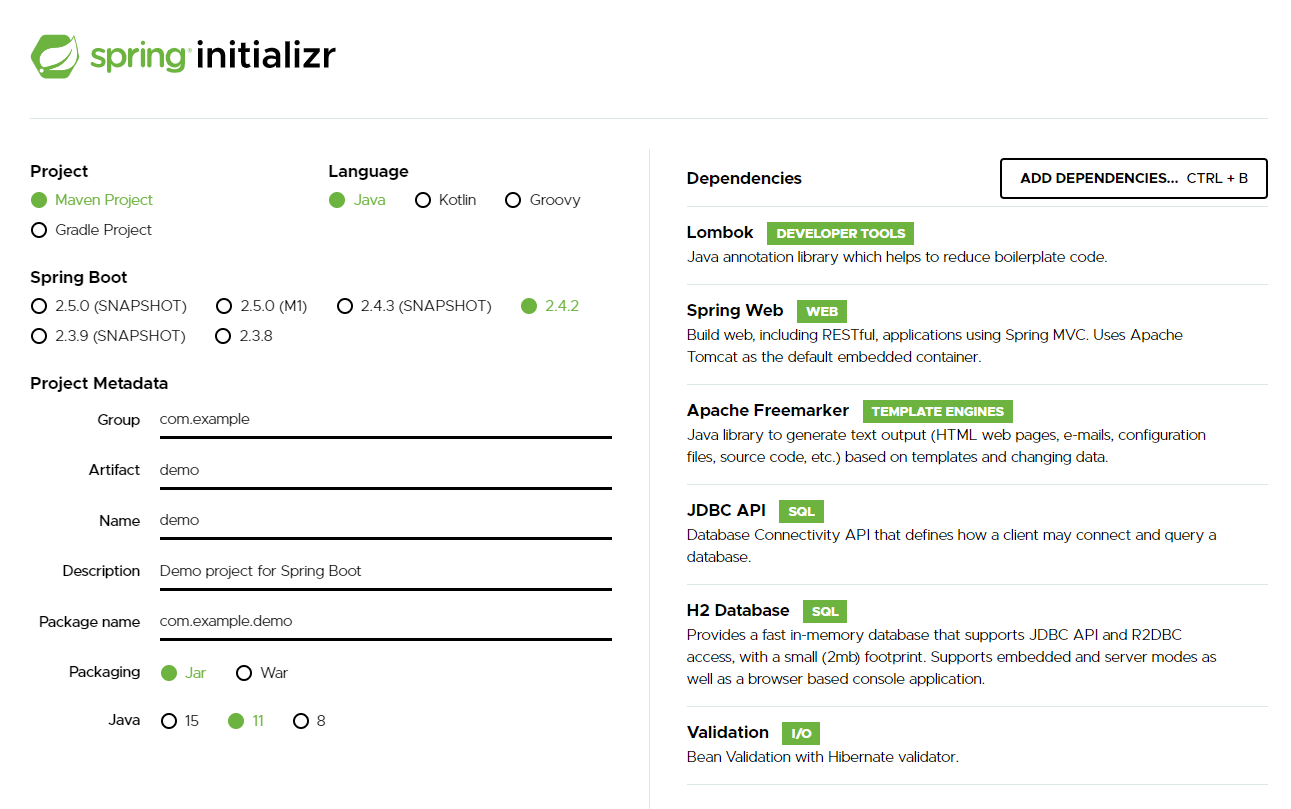 spring initializr
Project
Maven Project
Gradle Project
Language
Java Kotlin Groovy
Spring Boot
2.5.0 (SNAPSHOT) 2.5.0 (M1) 2.4.3 (SNAPSHOT) 2.4.2
2.3.9 (SNAPSHOT) 2.3.8
Project Metadata
Group com.example
Artifact demo
Name demo
Description Demo project for Spring Boot
Package name com.example.demo
Packaging Jar War
Java 15 11 8
Dependencies ADD DEPENDENCIES... CTRL + B
Lombok DEVELOPER TOOLS
Java annotation library which helps to reduce boilerplate code.
Spring Web WEB
Build web, including RESTful, applications using Spring MVC. Uses Apache
Tomcat as the default embedded container.
Apache Freemarker TEMPLATE ENGINES
Java library to generate text output (HTML web pages, e-mails, configuration
files, source code, etc.) based on templates and changing data.
JDBC API SQL
Database Connectivity API that defines how a client may connect and query a
database.
H2 Database SQL
Provides a fast in-memory database that supports JDBC API and R2DBC
access, with a small (2mb) footprint. Supports embedded and server modes as
well as a browser based console application.
Validation I/O
Bean Validation with Hibernate validator.